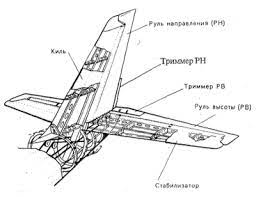 Руль направления (РН)
Киль
Триммер РН
Триммер РВ
Руль высоты (РВ)
Стабилизатор